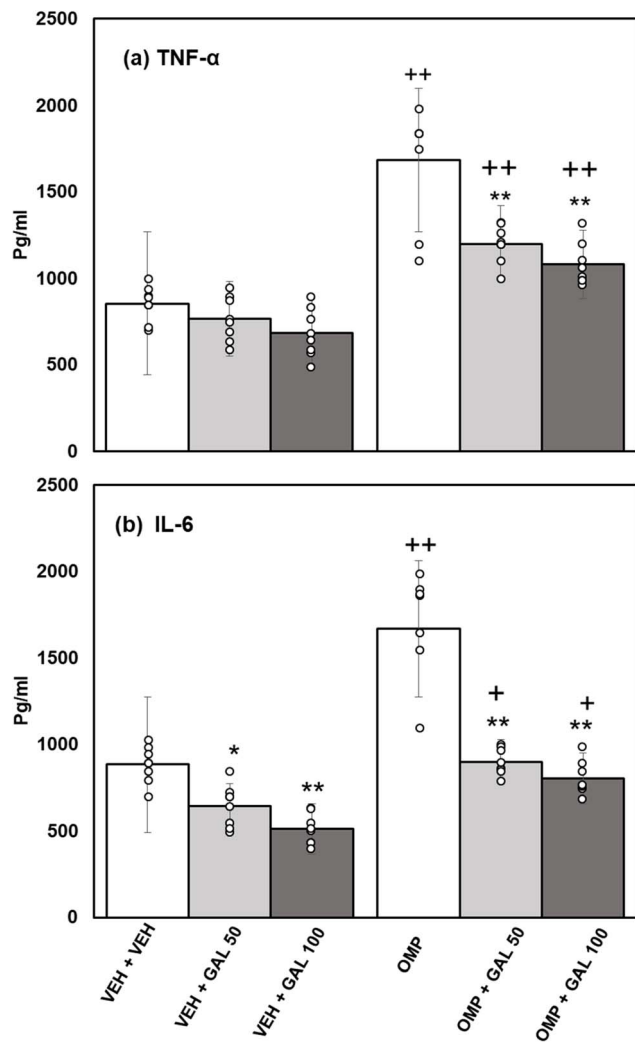 2500
(a) TNF-α
++
2000
++ ++
** **
1500
Pg/ml
1000
500
0
2500
(b) IL-6
++
2000
1500
Pg/ml
+ +
** **
1000
*
**
500
0
VEH + VEH
VEH + GAL 50
VEH + GAL 100
OMP
OMP + GAL 50
OMP + GAL 100